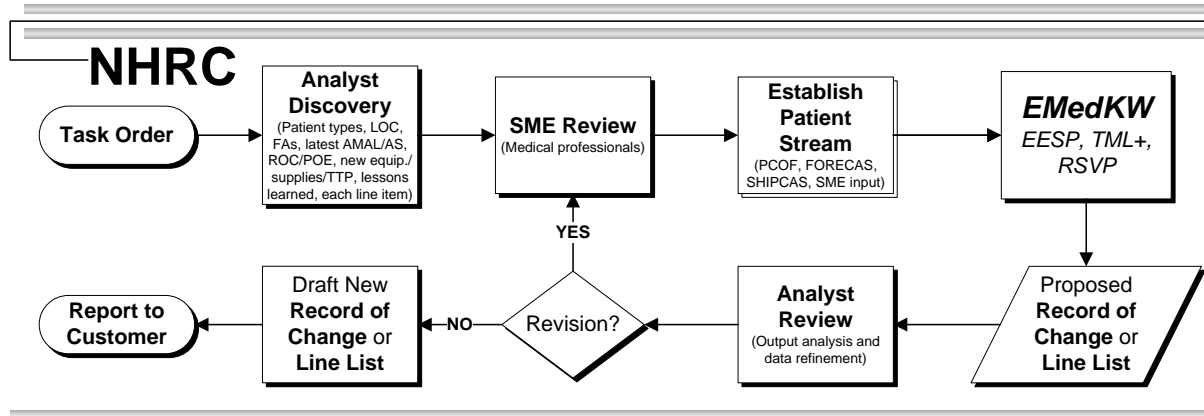 NHRC
Task Order
Analyst
Discovery
(Patient types, LOC,
FAs, latest AMAL/AS,
ROC/POE, new equip./
supplies/TTP, lessons
learned, each line item)
SME Review
(Medical professionals)
Establish
Patient
Stream
(PCOF, FORECAS,
SHIPCAS, SME input)
EMedKW
EESP, TML+,
RSVP
Proposed
Record of
Change or
Line List
Analyst
Review
(Output analysis and
data refinement)
Revision?
YES
NO
Draft New
Record of
Change or
Line List
Report to
Customer